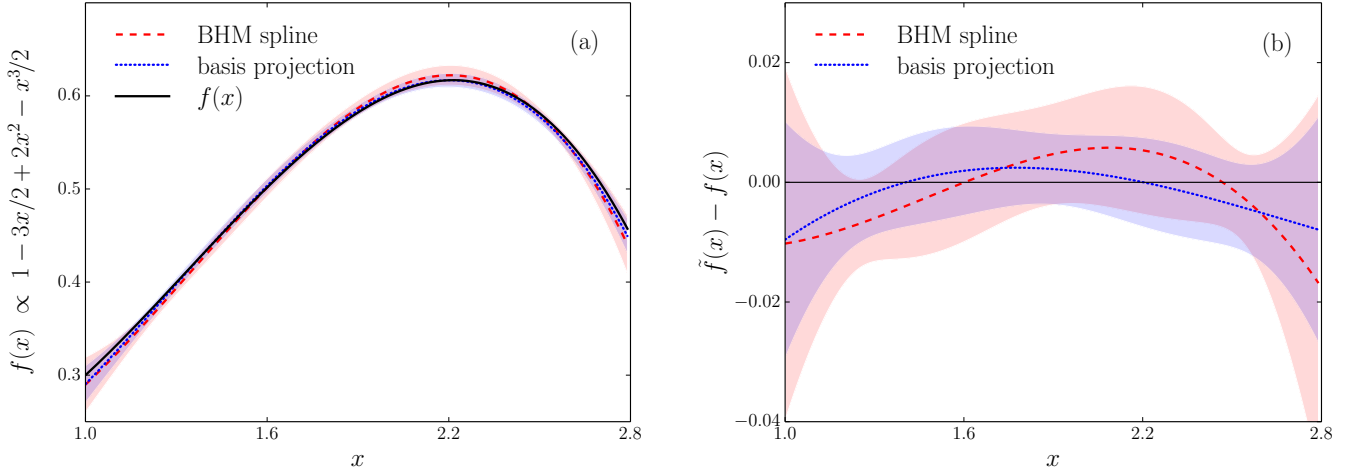 f(x) ∝ 1 − 3x/2 + 2x² − x³/2
BHM spline
basis projection
f(x)
(a)
0.6
0.5
0.4
0.3
1.0
1.6
2.2
2.8
x
f̃(x) − f(x)
BHM spline
basis projection
(b)
0.02
0.00
−0.02
−0.04
1.0
1.6
2.2
2.8
x